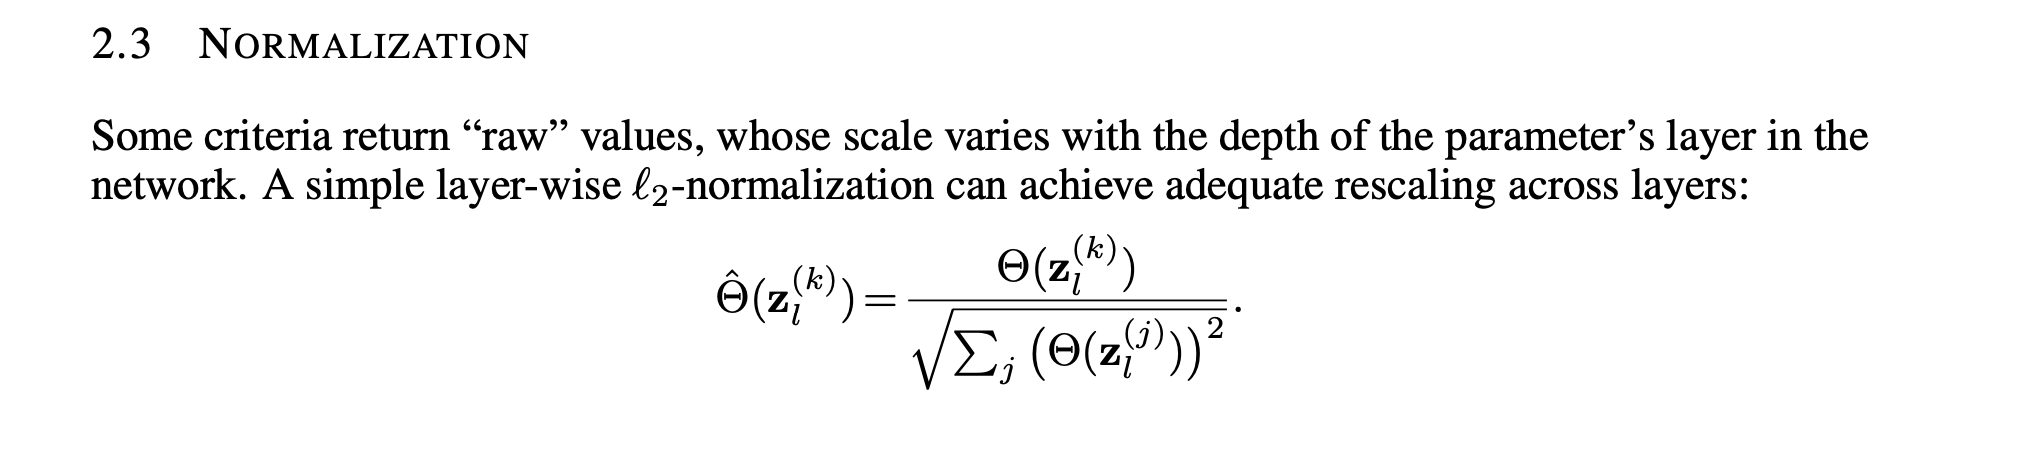 2.3 NORMALIZATION
Some criteria return “raw” values, whose scale varies with the depth of the parameter’s layer in the
network. A simple layer-wise ℓ₂-normalization can achieve adequate rescaling across layers:
$$\hat{\Theta}(\mathbf{z}_l^{(k)}) = \frac{\Theta(\mathbf{z}_l^{(k)})}{\sqrt{\sum_j \left(\Theta(\mathbf{z}_l^{(j)})\right)^2}}.$$